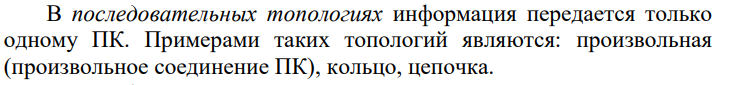 В последовательных топологиях информация передается только
одному ПК. Примерами таких топологий являются: произвольная
(произвольное соединение ПК), кольцо, цепочка.